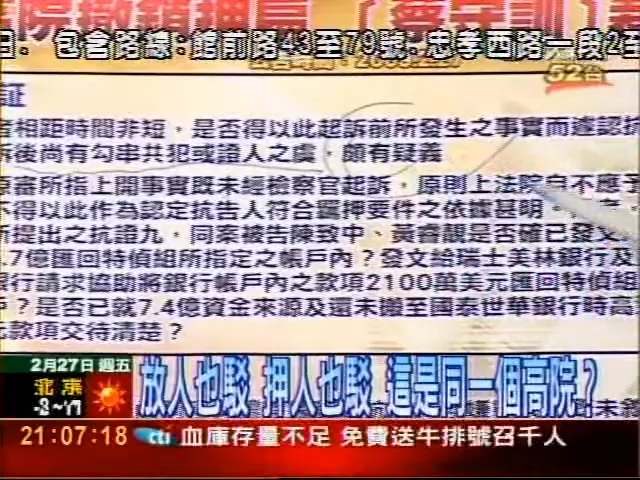 院撤銷押扁
日. 包含路線:館前路43至79號.忠孝西路一段2至
52台
証
相距時間非短，是否得以此起訴前所發生之事實而遽認抗
訴後尚有勾串共犯或證人之虞，頗有疑義
原審所指上開事實既未經檢察官起訴，原則上法院自不應予
不得以此作為認定抗告人符合羈押要件之依據甚明
所提出之抗證九，同案被告陳致中、黃睿靚是否確已發文
.7億匯回特偵組所指定之帳戶內？發文給瑞士美林銀行及
行請求協助將銀行帳戶內之款項2100萬美元匯回特偵組
？是否已就7.4億資金來源及還未搬至國泰世華銀行時高
款項交待清楚？
2月27日 週五
放人也駁 押人也駁 這是同一個高院？
21:07:18 cti 血庫存量不足 免費送牛排號召千人